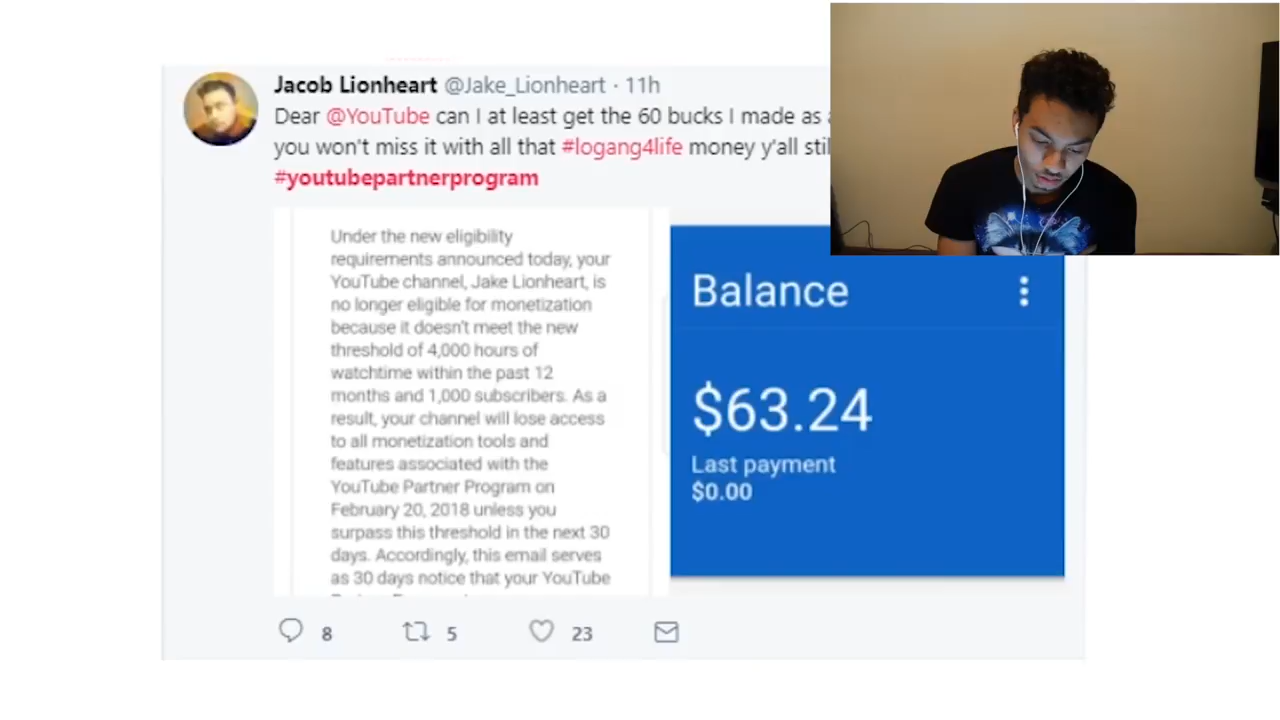 Jacob Lionheart @Jake_Lionheart · 11h
Dear @YouTube can I at least get the 60 bucks I made as
you won't miss it with all that #logang4life money y'all
#youtubepartnerprogram
Under the new eligibility
requirements announced today, your
YouTube channel, Jake Lionheart, is
no longer eligible for monetization
because it doesn't meet the new
threshold of 4,000 hours of
watchtime within the past 12
months and 1,000 subscribers. As a
result, your channel will lose access
to all monetization tools and
features associated with the
YouTube Partner Program on
February 20, 2018 unless you
surpass this threshold in the next 30
days. Accordingly, this email serves
as 30 days notice that your YouTube
Balance
$63.24
Last payment
$0.00
8 5 23